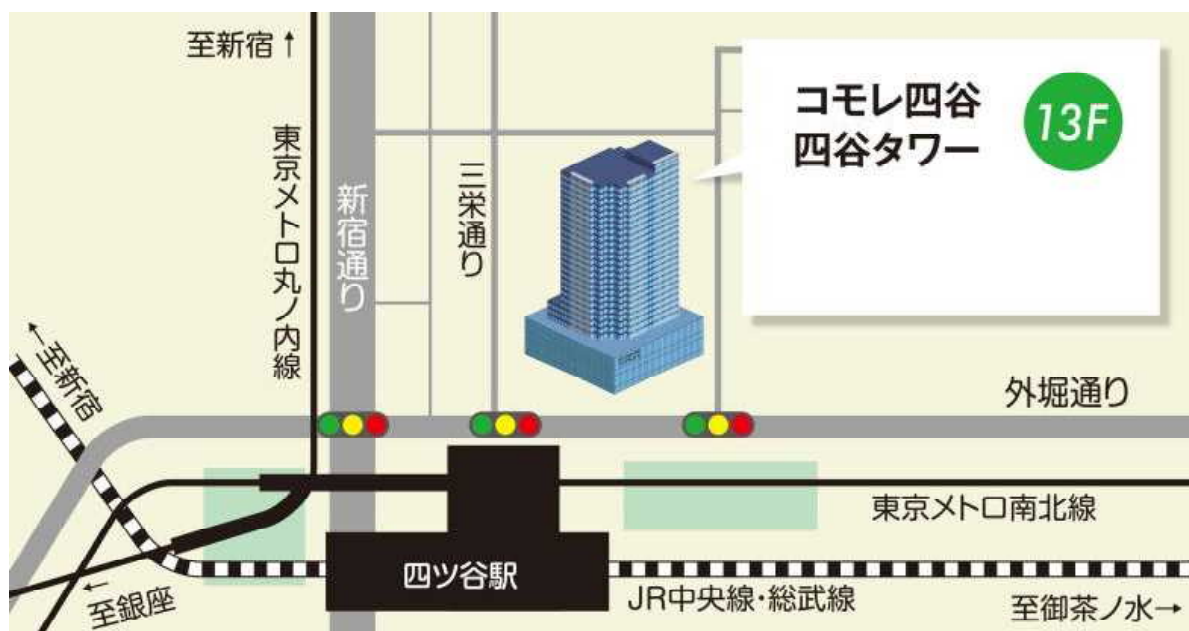 至新宿↑
東京メトロ丸ノ内線
新宿通り
三栄通り
コモレ四谷
四谷タワー
13F
←至新宿
外堀通り
東京メトロ南北線
四ツ谷駅
JR中央線・総武線
←
至銀座
至御茶ノ水→